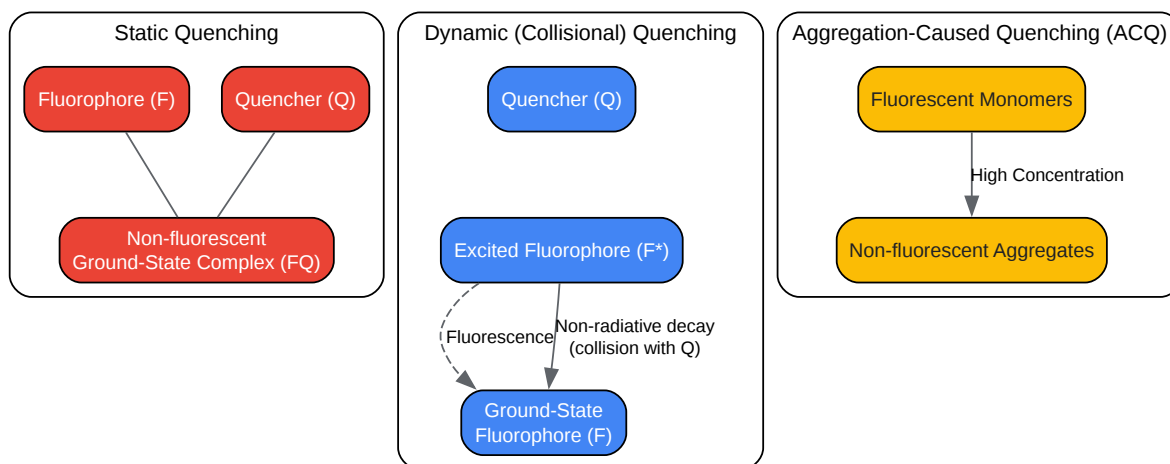 Static Quenching
Fluorophore (F)
Quencher (Q)
Non-fluorescent
Ground-State Complex (FQ)
Dynamic (Collisional) Quenching
Quencher (Q)
Excited Fluorophore (F*)
Fluorescence
Non-radiative decay
(collision with Q)
Ground-State
Fluorophore (F)
Aggregation-Caused Quenching (ACQ)
Fluorescent Monomers
High Concentration
Non-fluorescent Aggregates